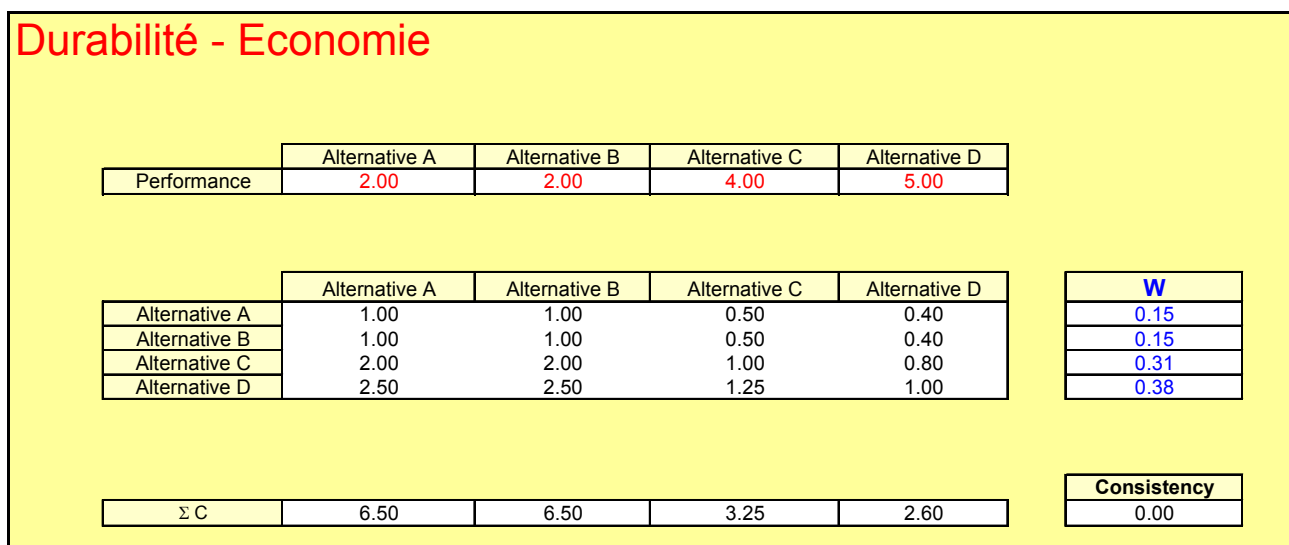 Durabilité - Economie
Alternative A Alternative B Alternative C Alternative D
Performance 2.00 2.00 4.00 5.00
Alternative A Alternative B Alternative C Alternative D W
Alternative A 1.00 1.00 0.50 0.40 0.15
Alternative B 1.00 1.00 0.50 0.40 0.15
Alternative C 2.00 2.00 1.00 0.80 0.31
Alternative D 2.50 2.50 1.25 1.00 0.38
Consistency
Σ C 6.50 6.50 3.25 2.60 0.00